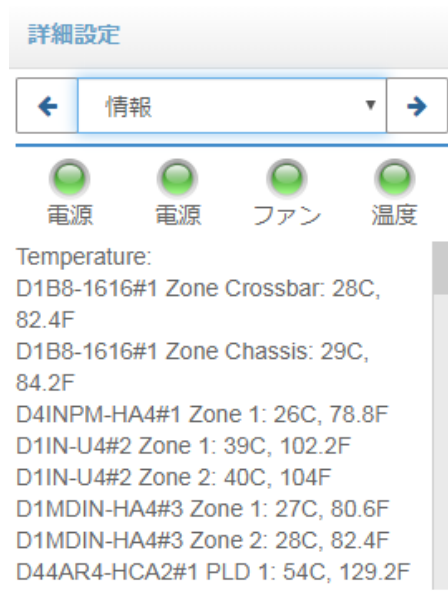 詳細設定
情報
電源 電源 ファン 温度
Temperature:
D1B8-1616#1 Zone Crossbar: 28C,
82.4F
D1B8-1616#1 Zone Chassis: 29C,
84.2F
D4INPM-HA4#1 Zone 1: 26C, 78.8F
D1IN-U4#2 Zone 1: 39C, 102.2F
D1IN-U4#2 Zone 2: 40C, 104F
D1MDIN-HA4#3 Zone 1: 27C, 80.6F
D1MDIN-HA4#3 Zone 2: 28C, 82.4F
D44AR4-HCA2#1 PLD 1: 54C, 129.2F